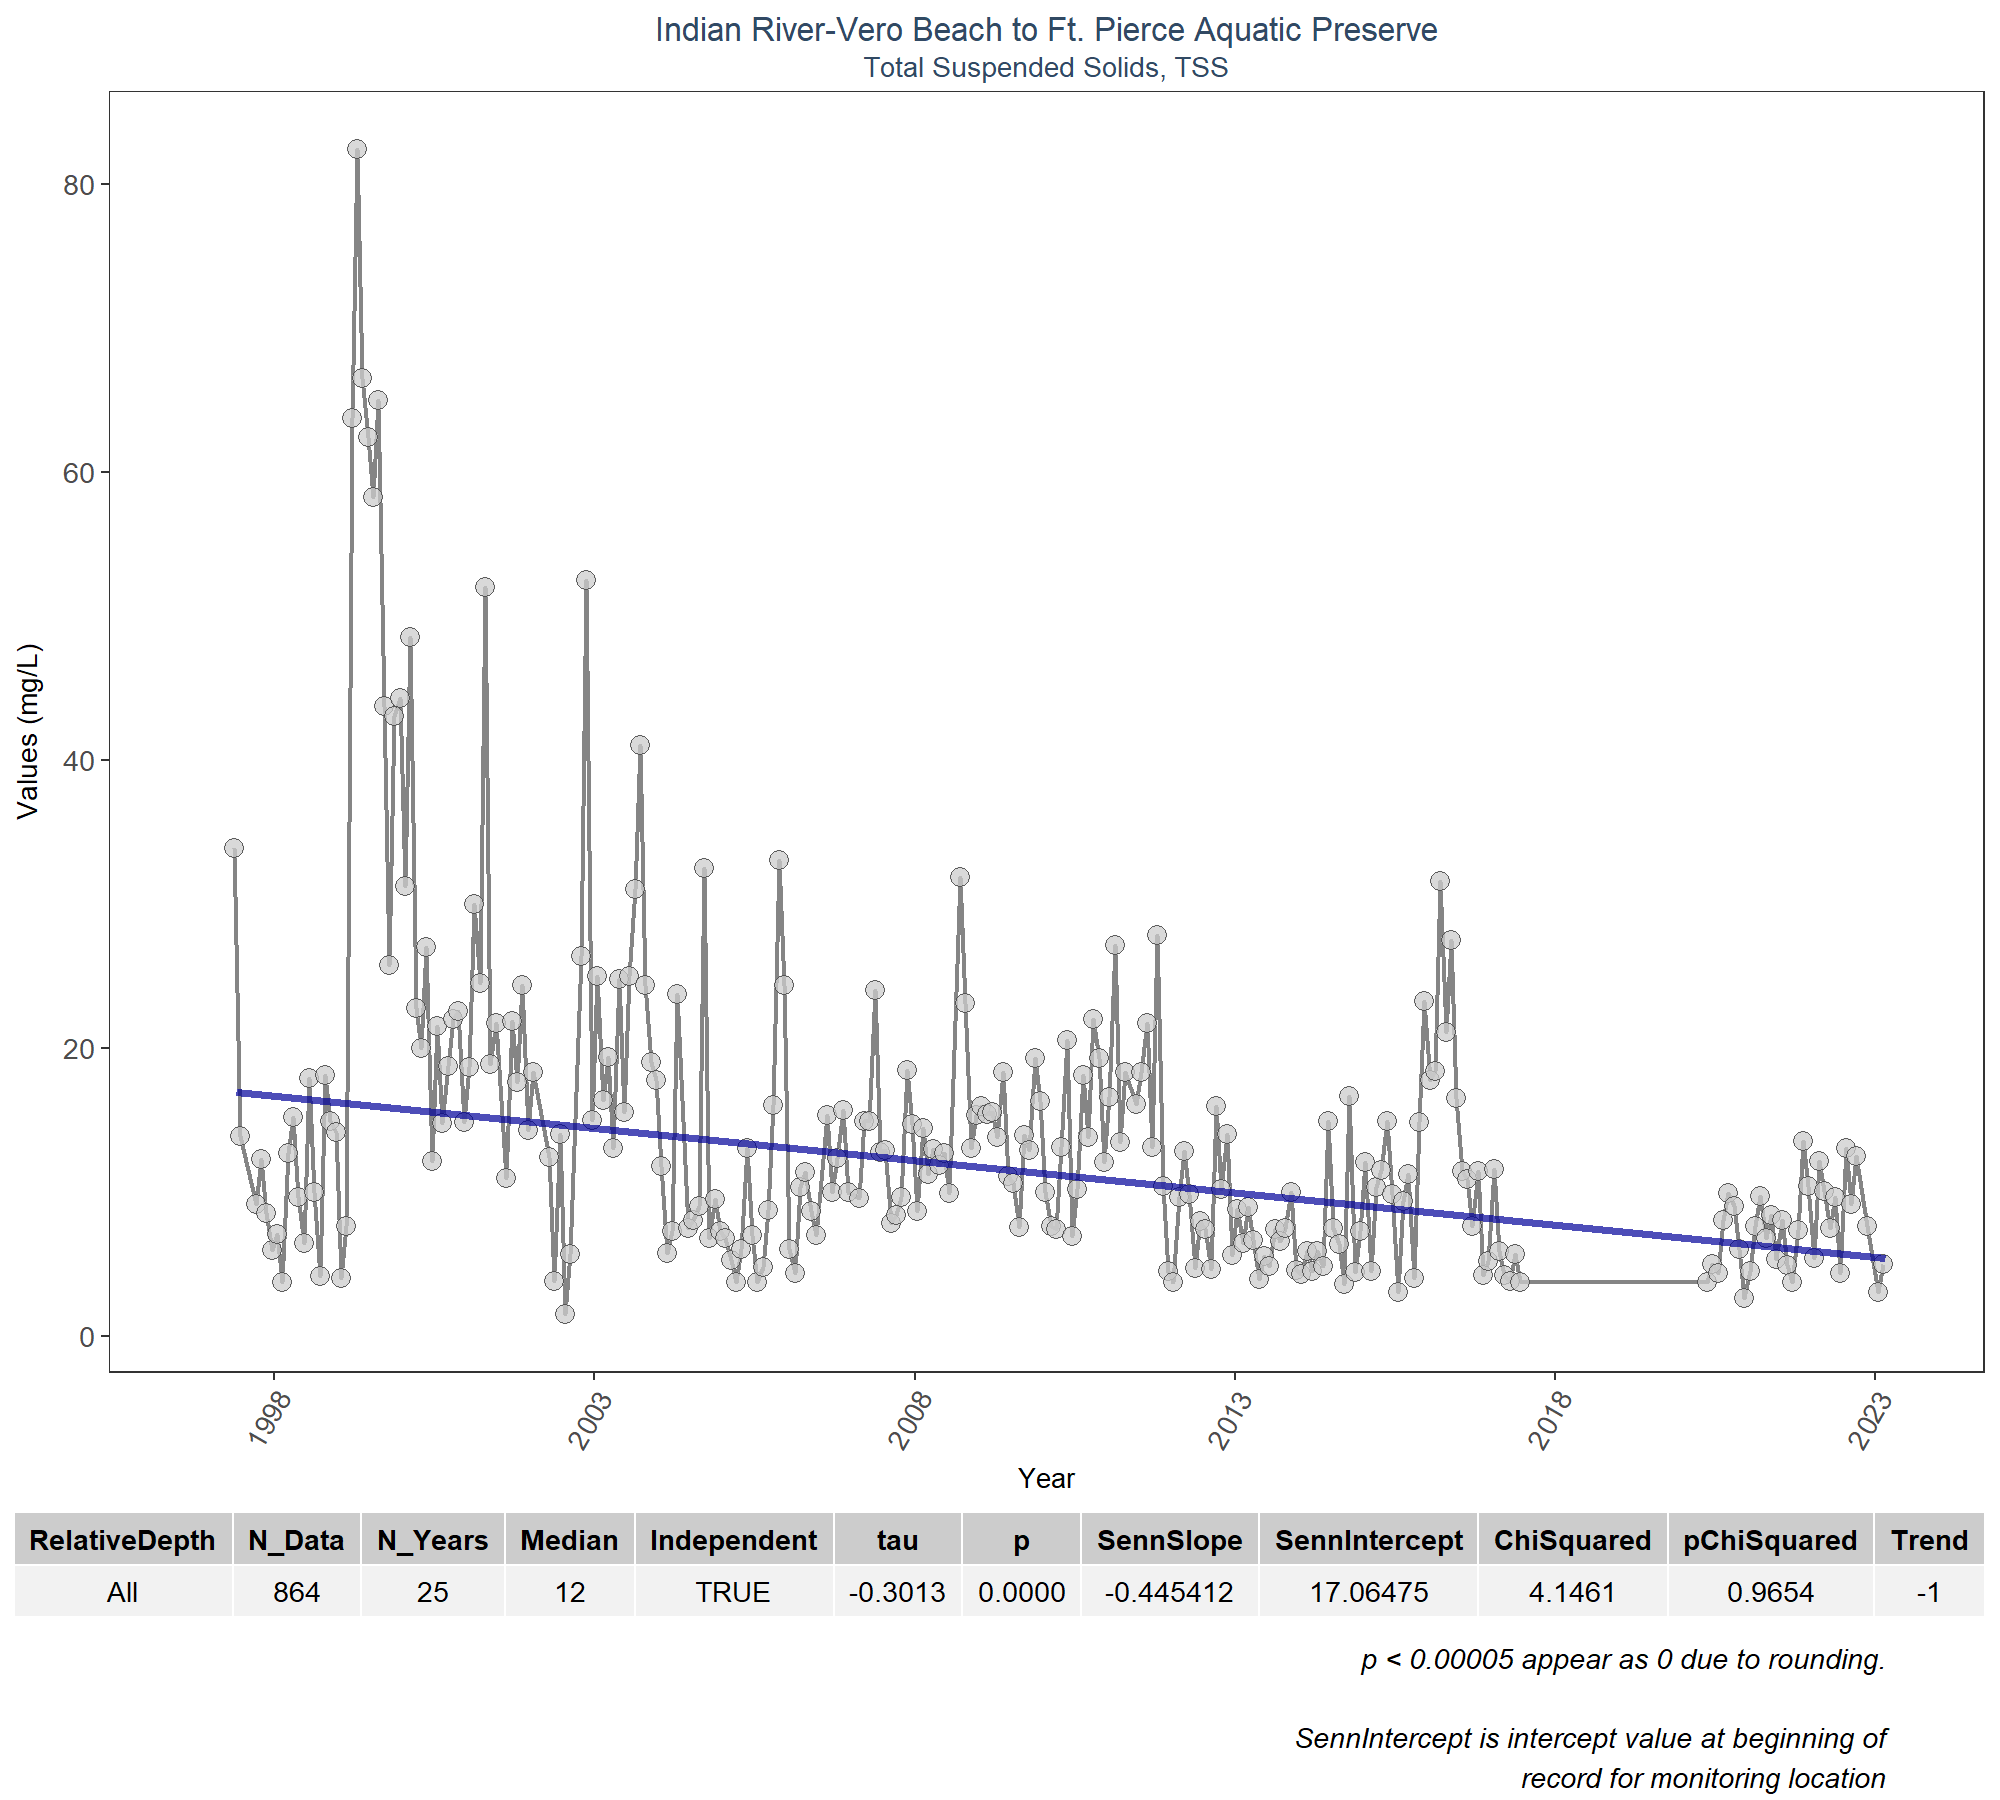 Indian River-Vero Beach to Ft. Pierce Aquatic Preserve
Total Suspended Solids, TSS
Values (mg/L)
80
60
40
20
0
1998
2003
2008
2013
2018
2023
Year
RelativeDepth N_Data N_Years Median Independent tau p SennSlope SennIntercept ChiSquared pChiSquared Trend
All 864 25 12 TRUE -0.3013 0.0000 -0.445412 17.06475 4.1461 0.9654 -1
p < 0.00005 appear as 0 due to rounding.
SennIntercept is intercept value at beginning of
record for monitoring location